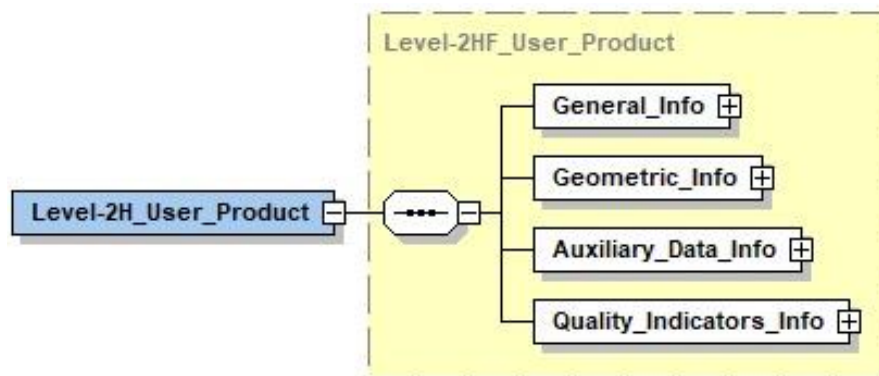 Level-2HF_User_Product
General_Info
Geometric_Info
Level-2H_User_Product
Auxiliary_Data_Info
Quality_Indicators_Info